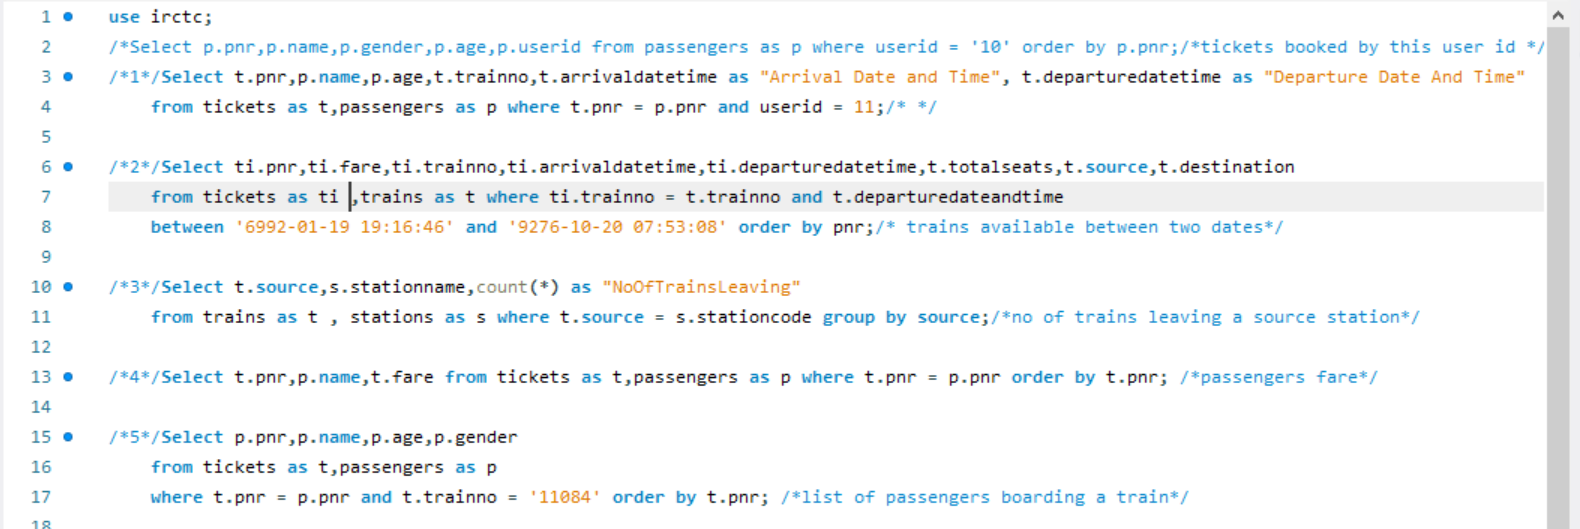 1 use irctc;
2 /*Select p.pnr,p.name,p.gender,p.age,p.userid from passengers as p where userid = '10' order by p.pnr;/*tickets booked by this user id */
3 /*1*/Select t.pnr,p.name,p.age,t.trainno,t.arrivaldatetime as "Arrival Date and Time", t.departuredatetime as "Departure Date And Time"
4 from tickets as t,passengers as p where t.pnr = p.pnr and userid = 11;/* */
5
6 /*2*/Select ti.pnr,ti.fare,ti.trainno,ti.arrivaldatetime,ti.departuredatetime,t.totalseats,t.source,t.destination
7 from tickets as ti ,trains as t where ti.trainno = t.trainno and t.departuredateandtime
8 between '6992-01-19 19:16:46' and '9276-10-20 07:53:08' order by pnr;/* trains available between two dates*/
9
10 /*3*/Select t.source,s.stationname,count(*) as "NoOfTrainsLeaving"
11 from trains as t , stations as s where t.source = s.stationcode group by source;/*no of trains leaving a source station*/
12
13 /*4*/Select t.pnr,p.name,t.fare from tickets as t,passengers as p where t.pnr = p.pnr order by t.pnr; /*passengers fare*/
14
15 /*5*/Select p.pnr,p.name,p.age,p.gender
16 from tickets as t,passengers as p
17 where t.pnr = p.pnr and t.trainno = '11084' order by t.pnr; /*list of passengers boarding a train*/
18